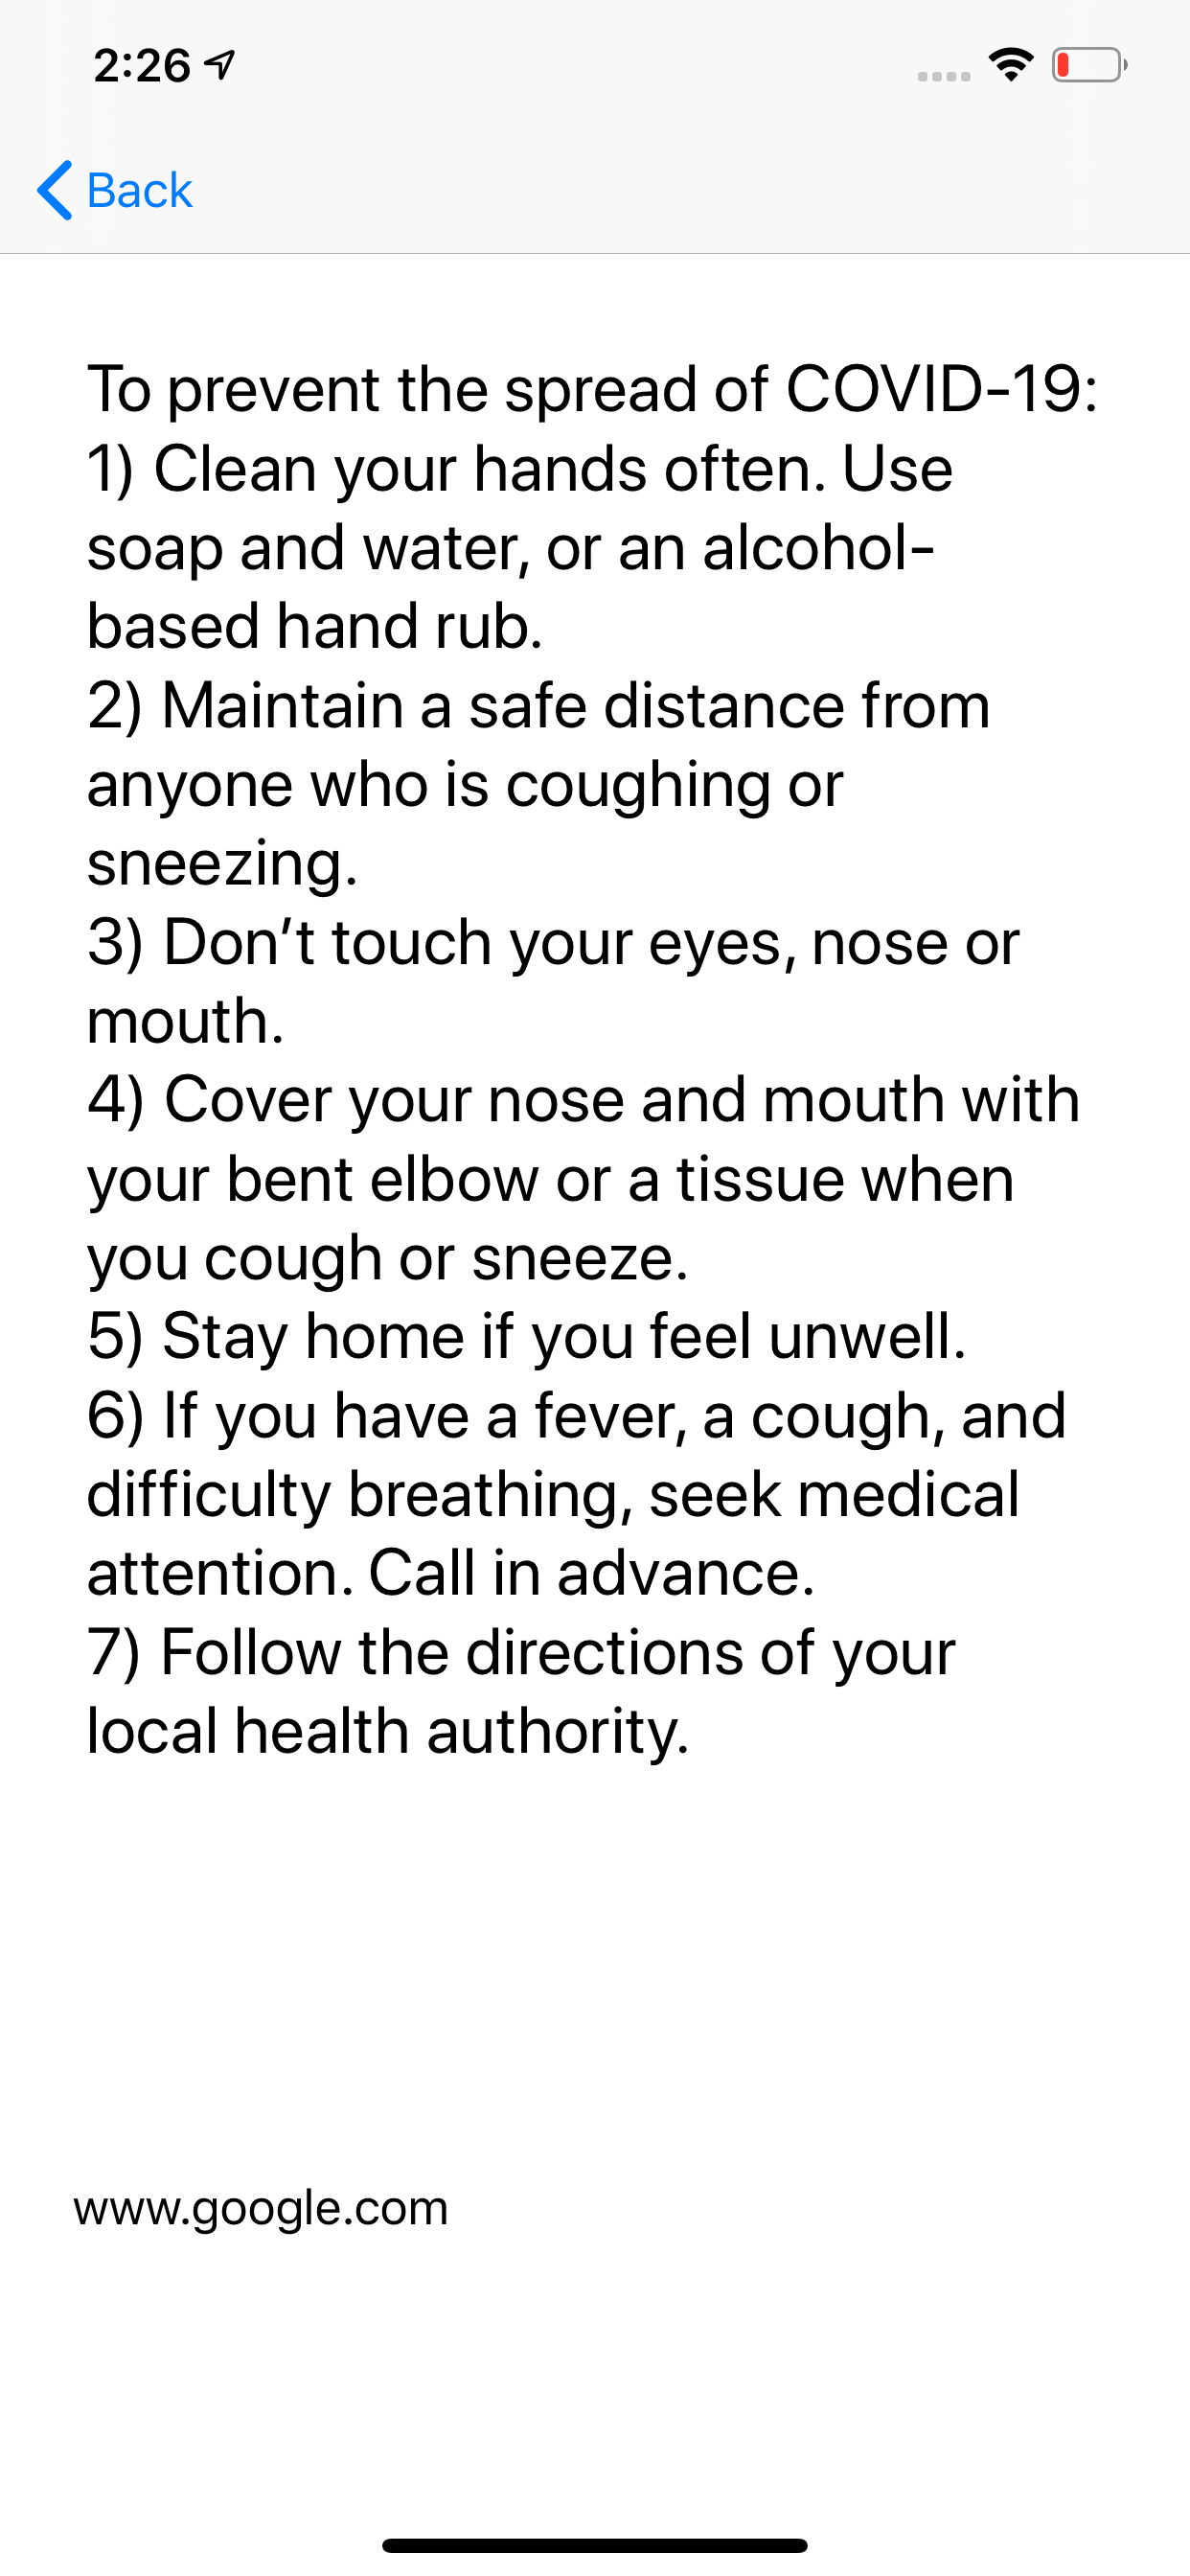 2:26
Back
To prevent the spread of COVID-19:
1) Clean your hands often. Use
soap and water, or an alcohol-
based hand rub.
2) Maintain a safe distance from
anyone who is coughing or
sneezing.
3) Don’t touch your eyes, nose or
mouth.
4) Cover your nose and mouth with
your bent elbow or a tissue when
you cough or sneeze.
5) Stay home if you feel unwell.
6) If you have a fever, a cough, and
difficulty breathing, seek medical
attention. Call in advance.
7) Follow the directions of your
local health authority.
www.google.com